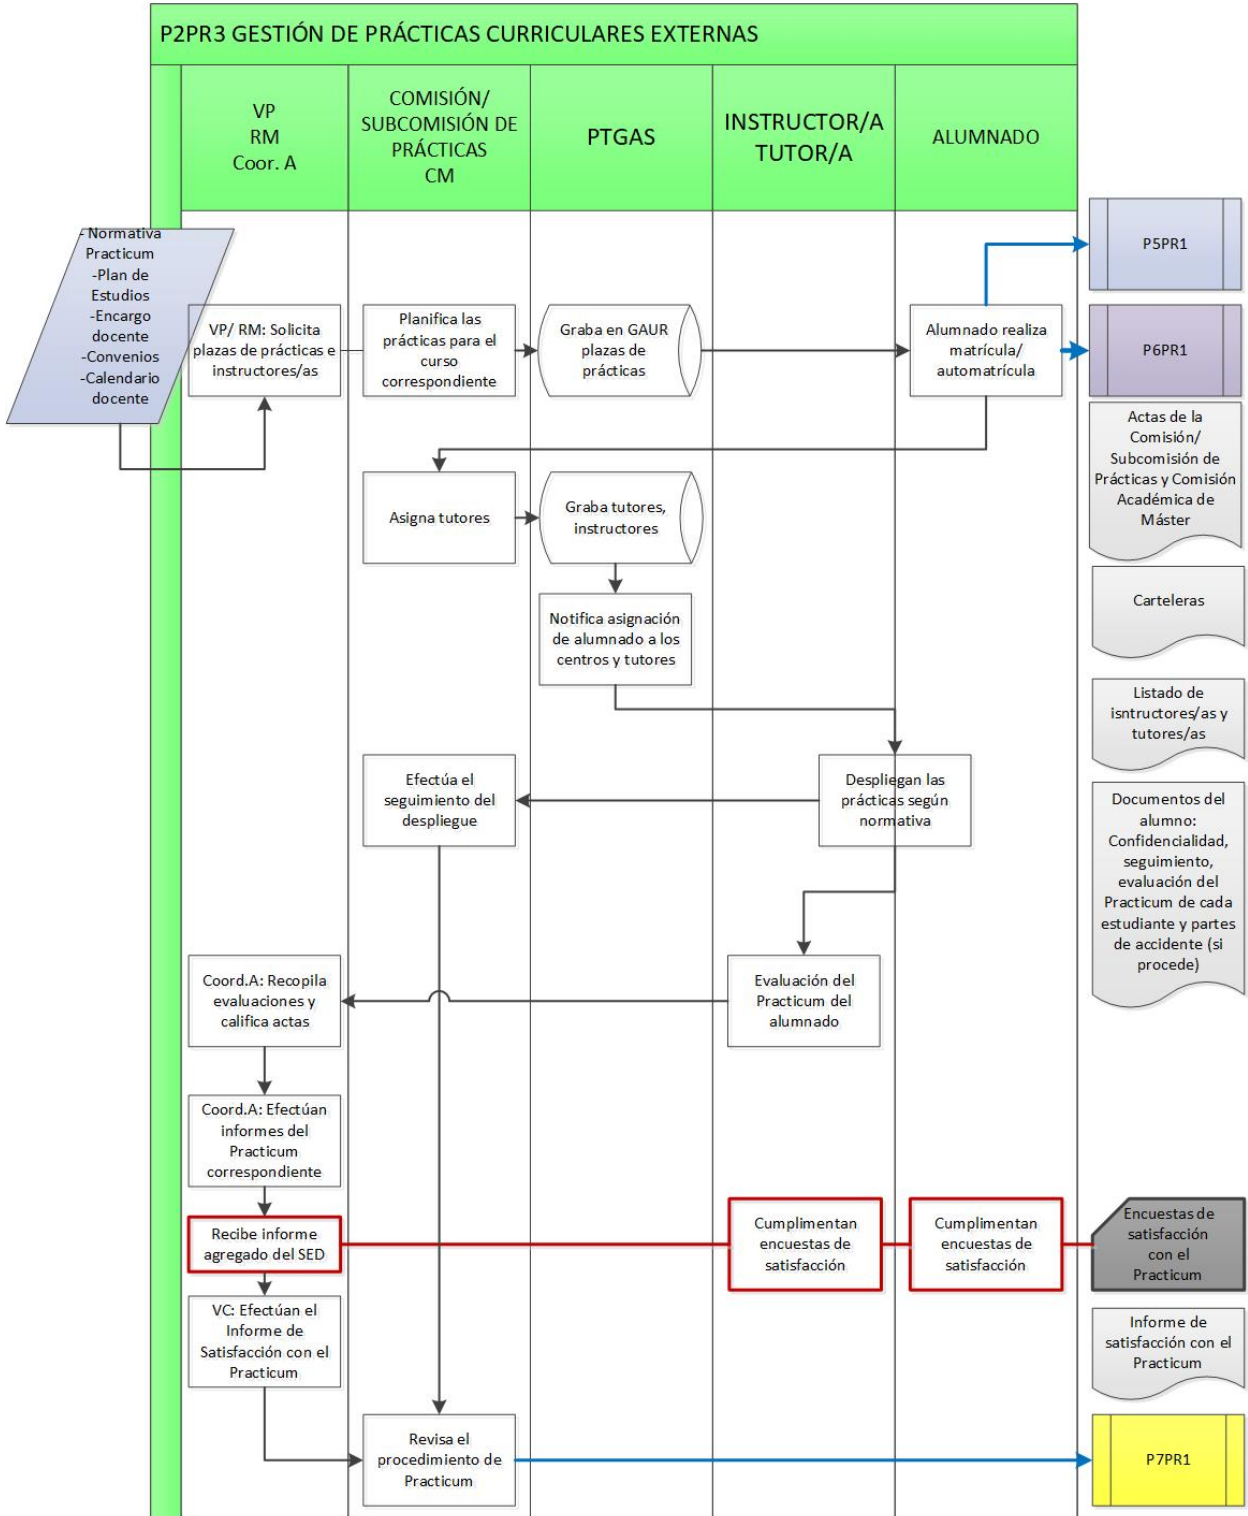 P2PR3 GESTIÓN DE PRÁCTICAS CURRICULARES EXTERNAS
VP
RM
Coor. A
COMISIÓN/
SUBCOMISIÓN DE
PRÁCTICAS
CM
PTGAS
INSTRUCTOR/A
TUTOR/A
ALUMNADO
- Normativa
Practicum
-Plan de
Estudios
-Encargo
docente
-Convenios
-Calendario
docente
VP/ RM: Solicita
plazas de prácticas e
instructores/as
Planifica las
prácticas para el
curso
correspondiente
Graba en GAUR
plazas de
prácticas
Alumnado realiza
matrícula/
automatrícula
P5PR1
P6PR1
Actas de la
Comisión/
Subcomisión de
Prácticas y Comisión
Académica de
Máster
Asigna tutores
Graba tutores,
instructores
Carteleras
Notifica asignación
de alumnado a los
centros y tutores
Listado de
isntructores/as y
tutores/as
Efectúa el
seguimiento del
despliegue
Despliegan las
prácticas según
normativa
Documentos del
alumno:
Confidencialidad,
seguimiento,
evaluación del
Practicum de cada
estudiante y partes
de accidente (si
procede)
Coord.A: Recopila
evaluaciones y
califica actas
Evaluación del
Practicum del
alumnado
Coord.A: Efectúan
informes del
Practicum
correspondiente
Recibe informe
agregado del SED
Cumplimentan
encuestas de
satisfacción
Cumplimentan
encuestas de
satisfacción
Encuestas de
satisfacción
con el
Practicum
VC: Efectúan el
Informe de
Satisfacción con el
Practicum
Informe de
satisfacción con el
Practicum
Revisa el
procedimiento de
Practicum
P7PR1